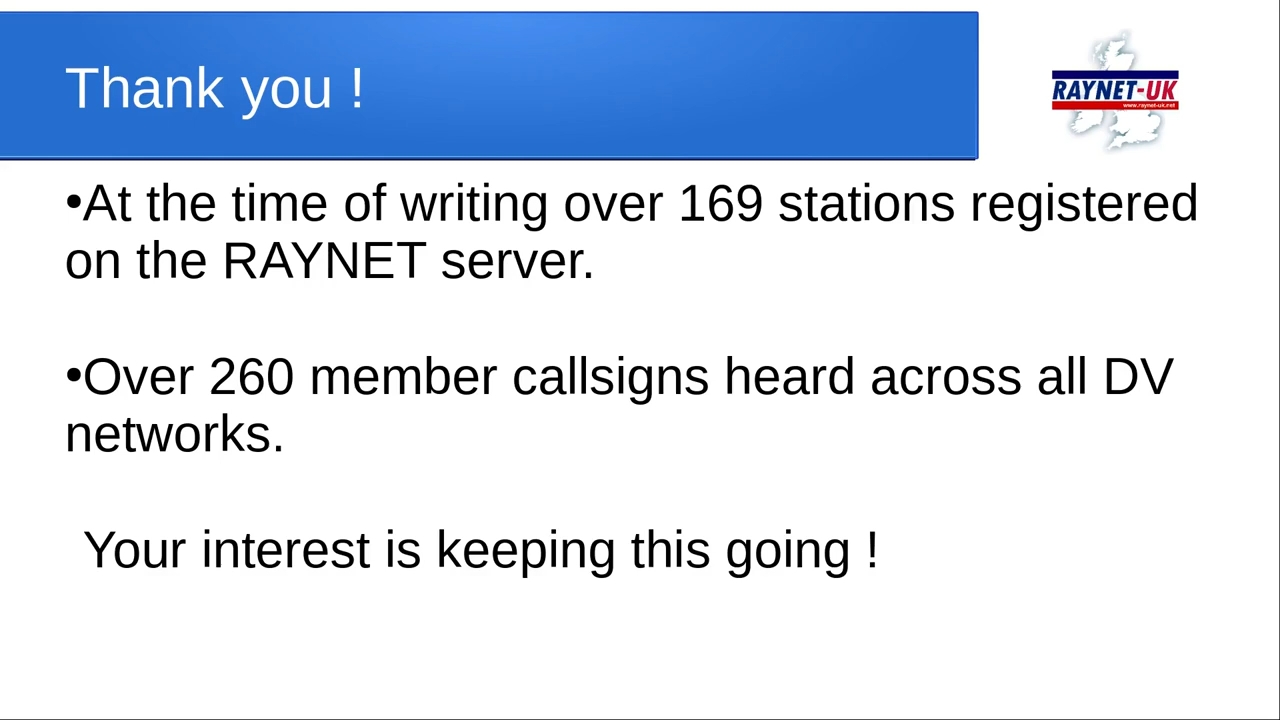 Thank you !
RAYNET-UK
www.raynet-uk.net
•At the time of writing over 169 stations registered
on the RAYNET server.
•Over 260 member callsigns heard across all DV
networks.
Your interest is keeping this going !